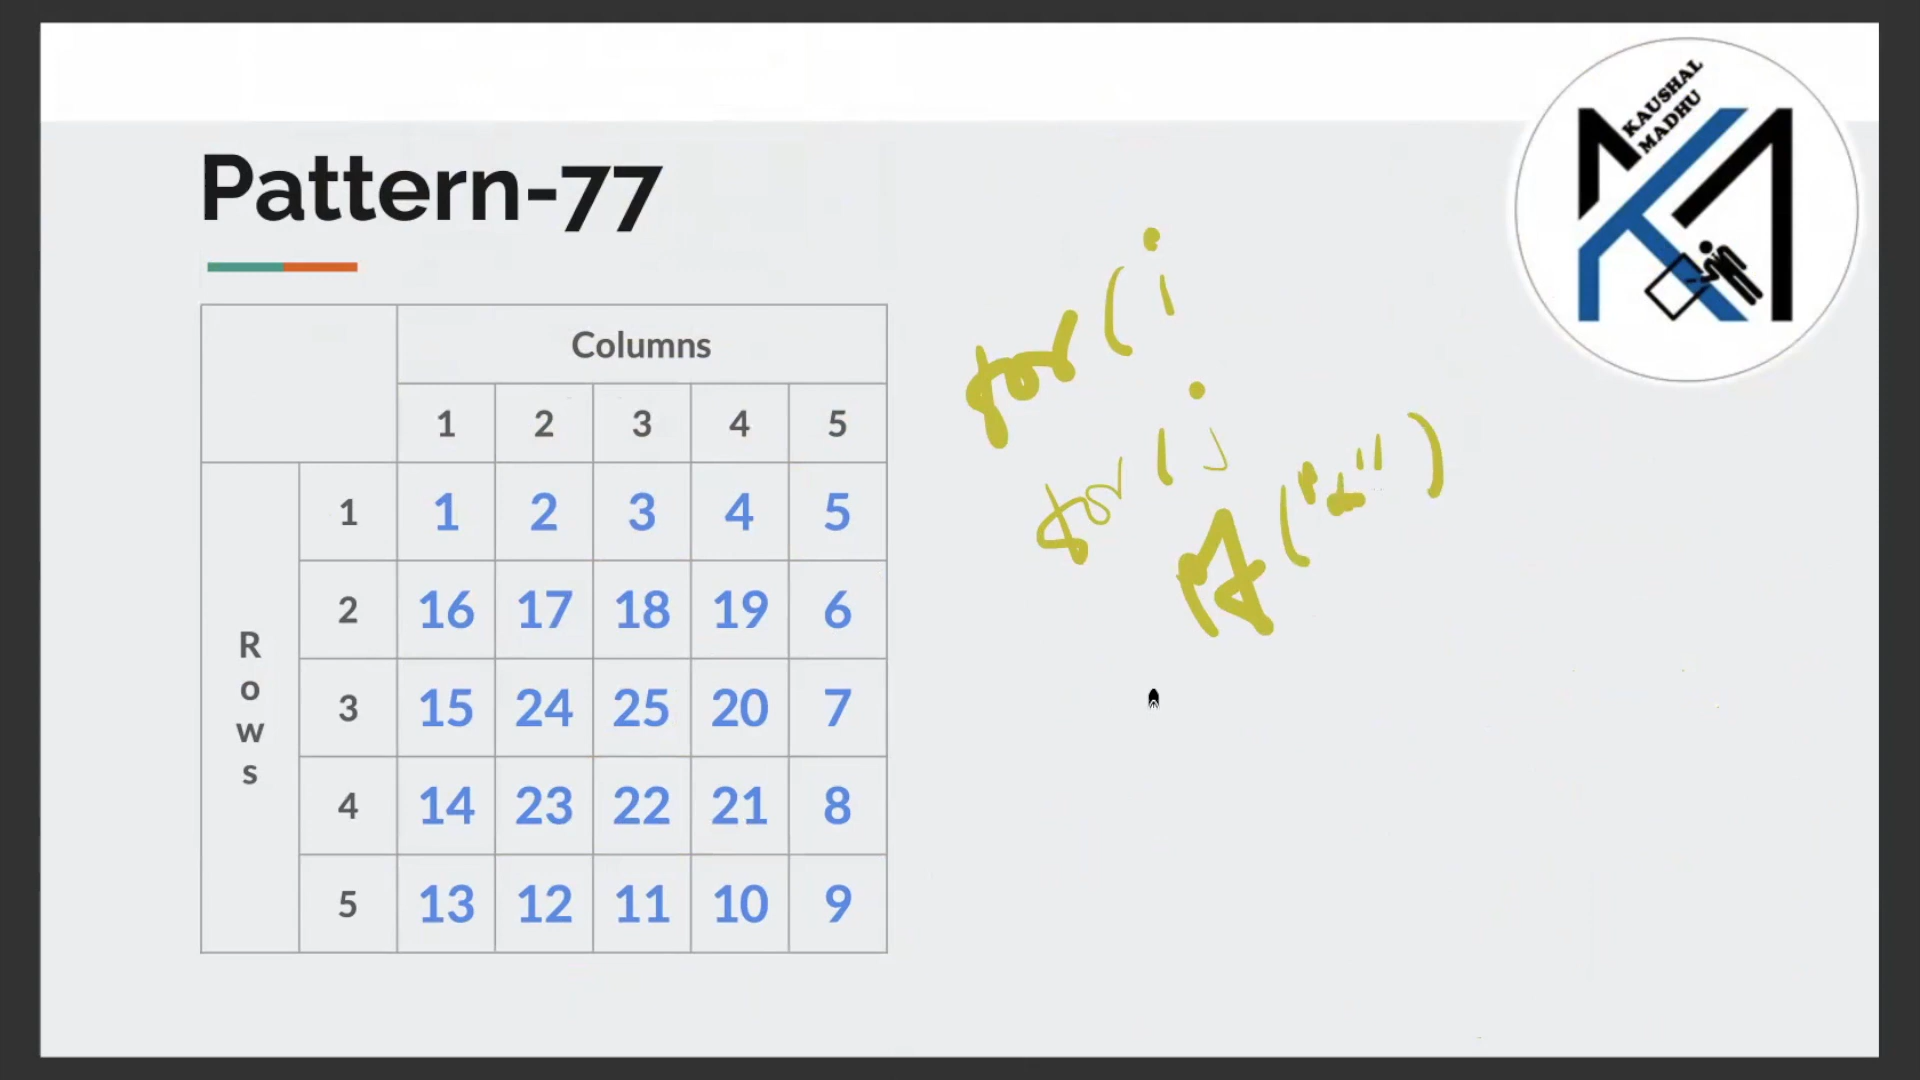 KAUSHAL
MADHU
Pattern-77
Columns
1 2 3 4 5
Rows
1 1 2 3 4 5
2 16 17 18 19 6
3 15 24 25 20 7
4 14 23 22 21 8
5 13 12 11 10 9
for(i
for(j